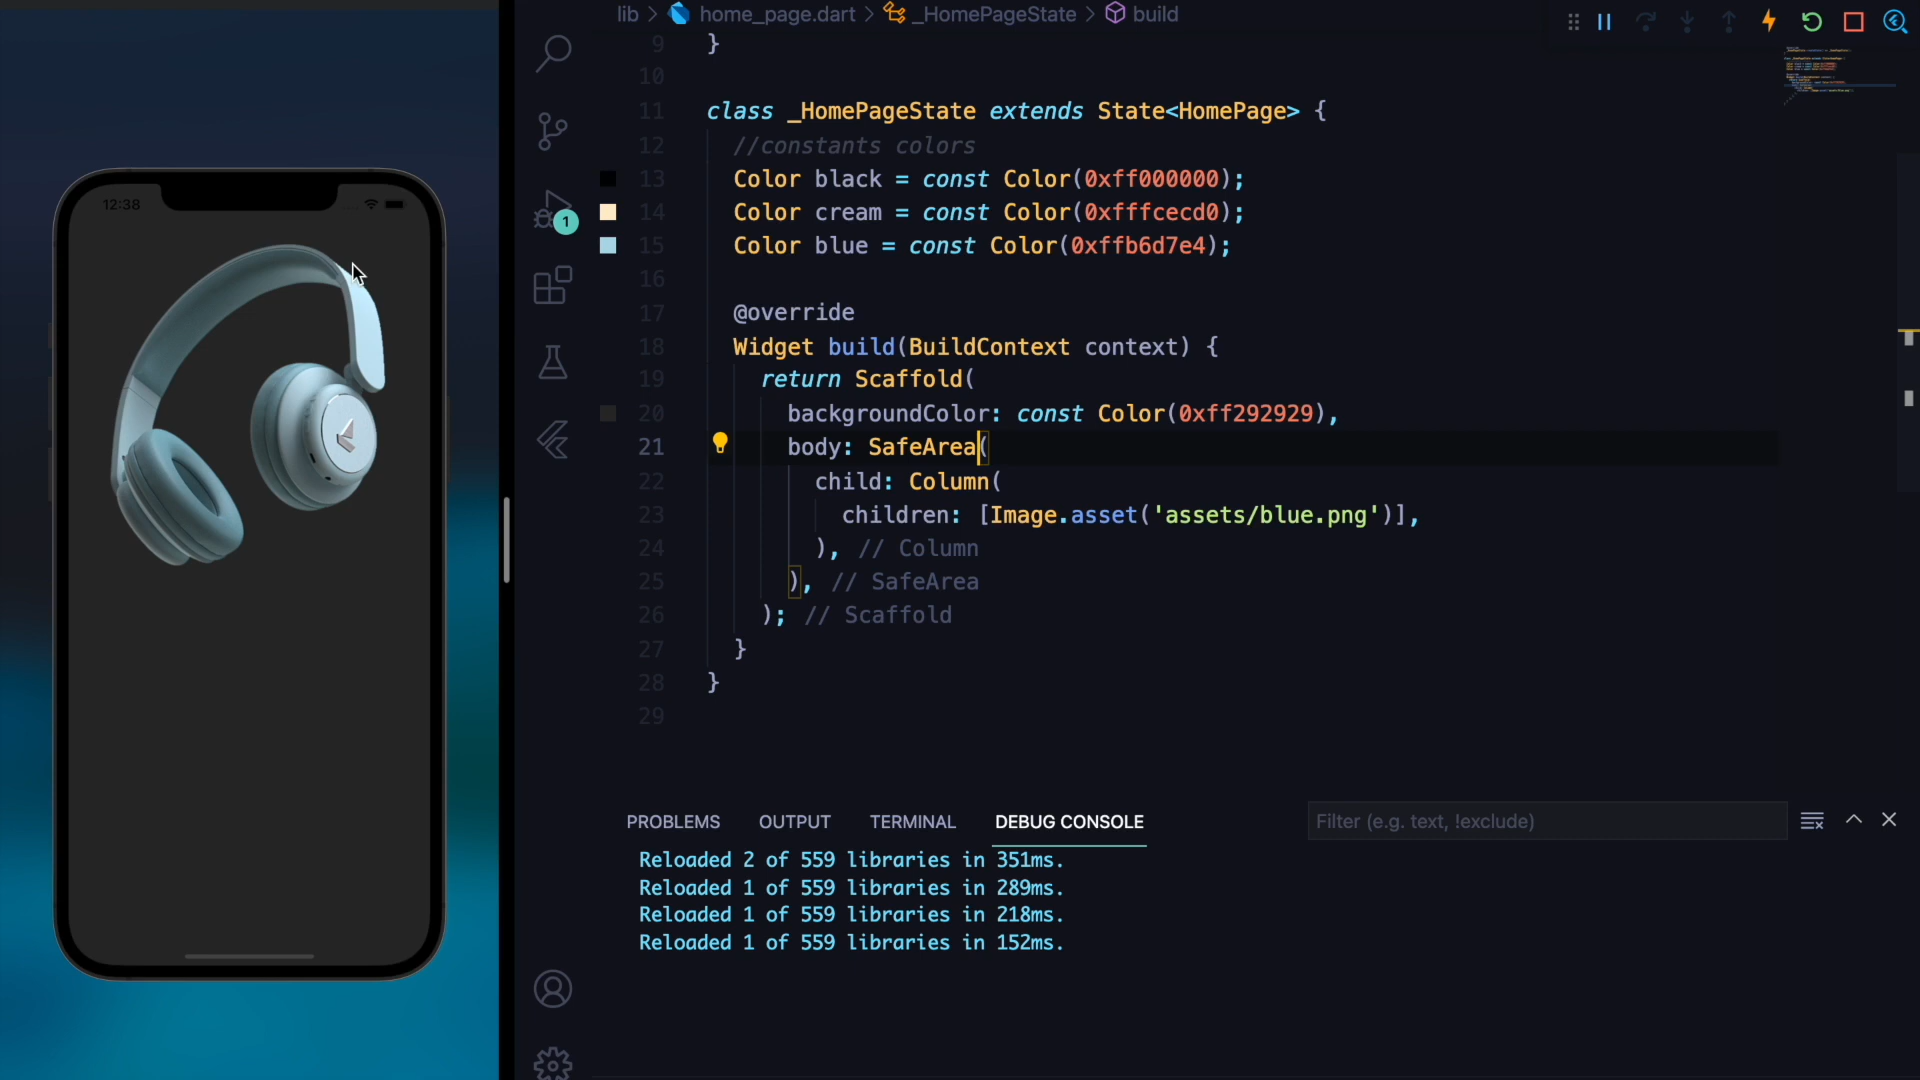 lib > home_page.dart > _HomePageState > build
12:38
1
9 }
10
11 class _HomePageState extends State<HomePage> {
12 //constants colors
13 Color black = const Color(0xff000000);
14 Color cream = const Color(0xfffcecd0);
15 Color blue = const Color(0xffb6d7e4);
16
17 @override
18 Widget build(BuildContext context) {
19 return Scaffold(
20 backgroundColor: const Color(0xff292929),
21 body: SafeArea(
22 child: Column(
23 children: [Image.asset('assets/blue.png')],
24 ), // Column
25 ), // SafeArea
26 ); // Scaffold
27 }
28 }
29
PROBLEMS OUTPUT TERMINAL DEBUG CONSOLE Filter (e.g. text, !exclude)
Reloaded 2 of 559 libraries in 351ms.
Reloaded 1 of 559 libraries in 289ms.
Reloaded 1 of 559 libraries in 218ms.
Reloaded 1 of 559 libraries in 152ms.